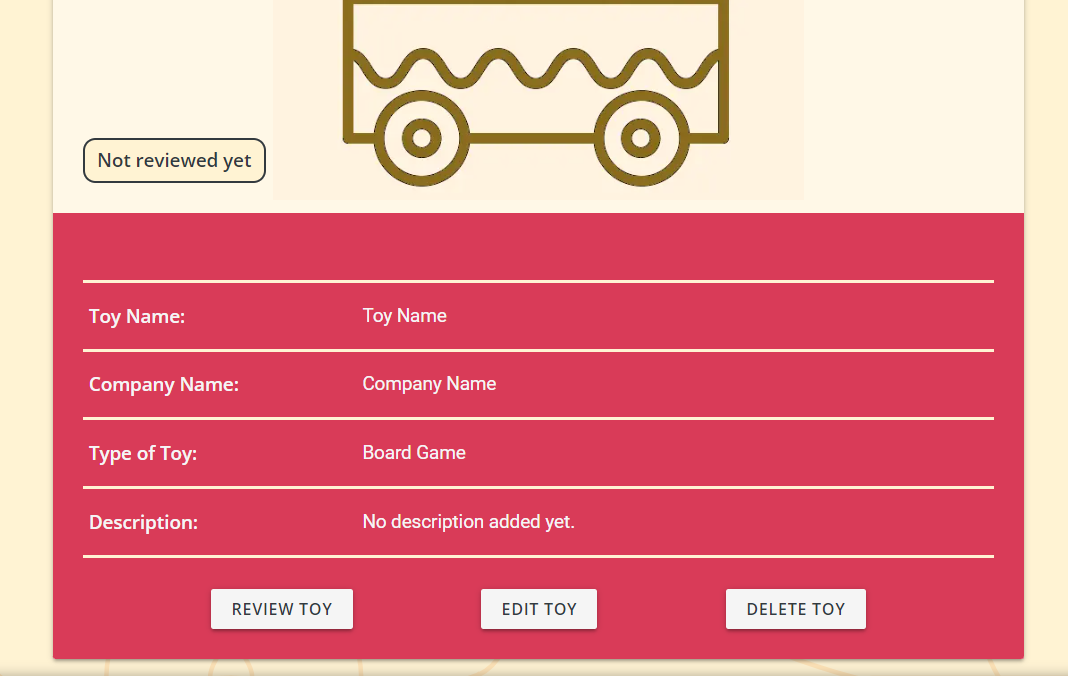 Not reviewed yet
Toy Name: Toy Name
Company Name: Company Name
Type of Toy: Board Game
Description: No description added yet.
REVIEW TOY EDIT TOY DELETE TOY